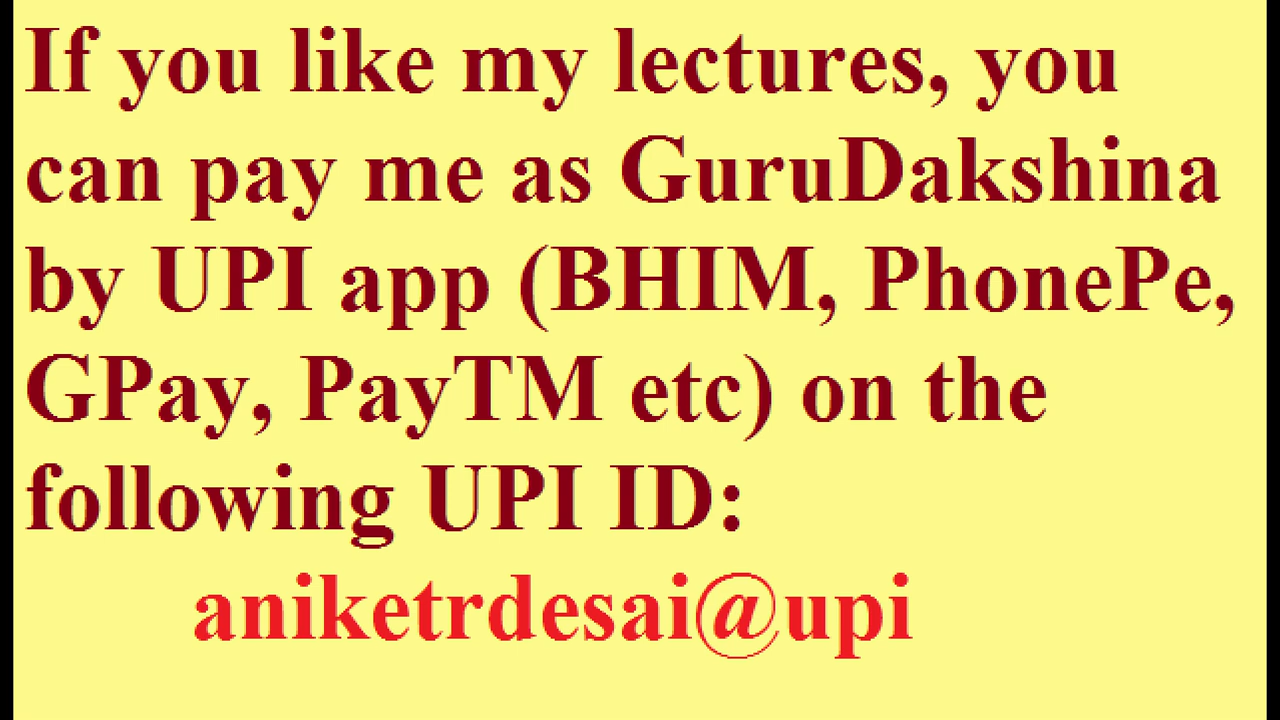 If you like my lectures, you
can pay me as GuruDakshina
by UPI app (BHIM, PhonePe,
GPay, PayTM etc) on the
following UPI ID:
aniketrdesai@upi